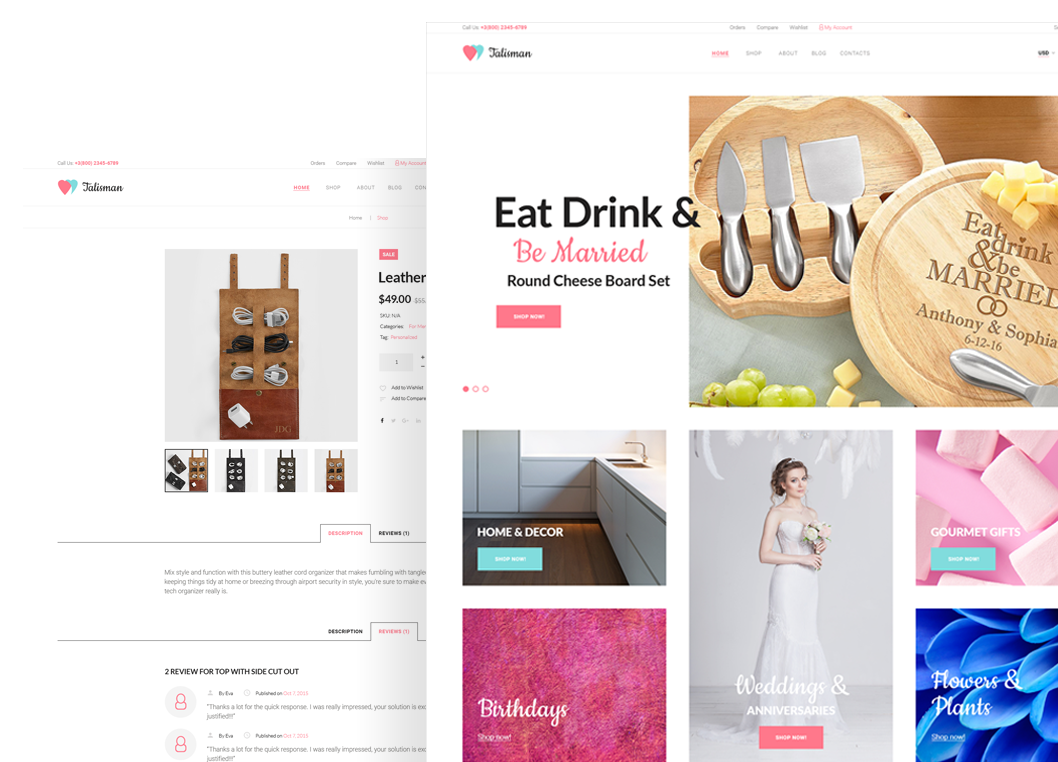 Call Us: +3(800) 2345-6789
Orders Compare Wishlist My Account
Talisman
HOME SHOP ABOUT BLOG CONTACTS
USD
Eat Drink &
Be Married
Round Cheese Board Set
SHOP NOW!
Eat
drink
& be
MARRIED
Anthony & Sophia
6-12-16
HOME & DECOR
SHOP NOW!
Weddings &
ANNIVERSARIES
SHOP NOW!
GOURMET GIFTS
SHOP NOW!
Birthdays
Shop now!
Flowers &
Plants
Shop now!
Call Us: +3(800) 2345-6789
Orders Compare Wishlist My Account
Talisman
HOME SHOP ABOUT BLOG CON
Home | Shop
SALE
Leather
$49.00 $55.
SKU: N/A
Categories: For Her
Tag: Personalized
1 +
−
Add to Wishlist
Add to Compare
JDG
DESCRIPTION REVIEWS (1)
Mix style and function with this buttery leather cord organizer that makes fumbling with tangle
keeping things tidy at home or breezing through airport security in style, you're sure to make ev
tech organizer really is.
DESCRIPTION REVIEWS (1)
2 REVIEW FOR TOP WITH SIDE CUT OUT
By Eva Published on Oct 7, 2015
"Thanks a lot for the quick response. I was really impressed, your solution is exc
justified!!!"
By Eva Published on Oct 7, 2015
"Thanks a lot for the quick response. I was really impressed, your solution is exc
justified!!!"